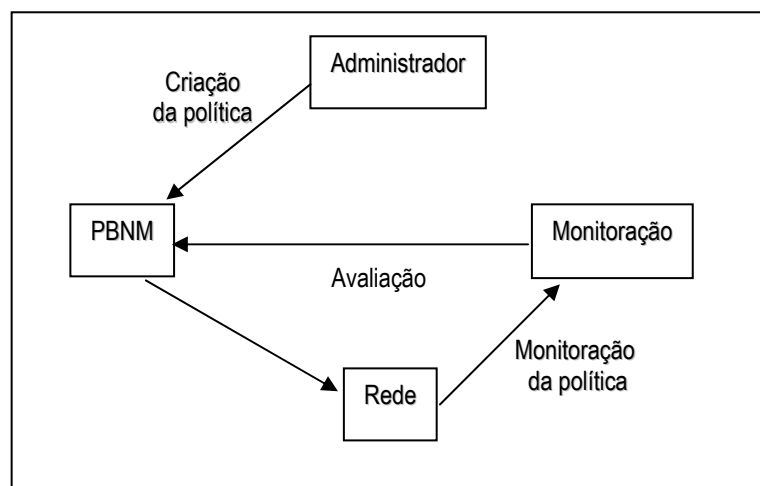 Administrador
Criação
da política
PBNM
Monitoração
Avaliação
Monitoração
da política
Rede